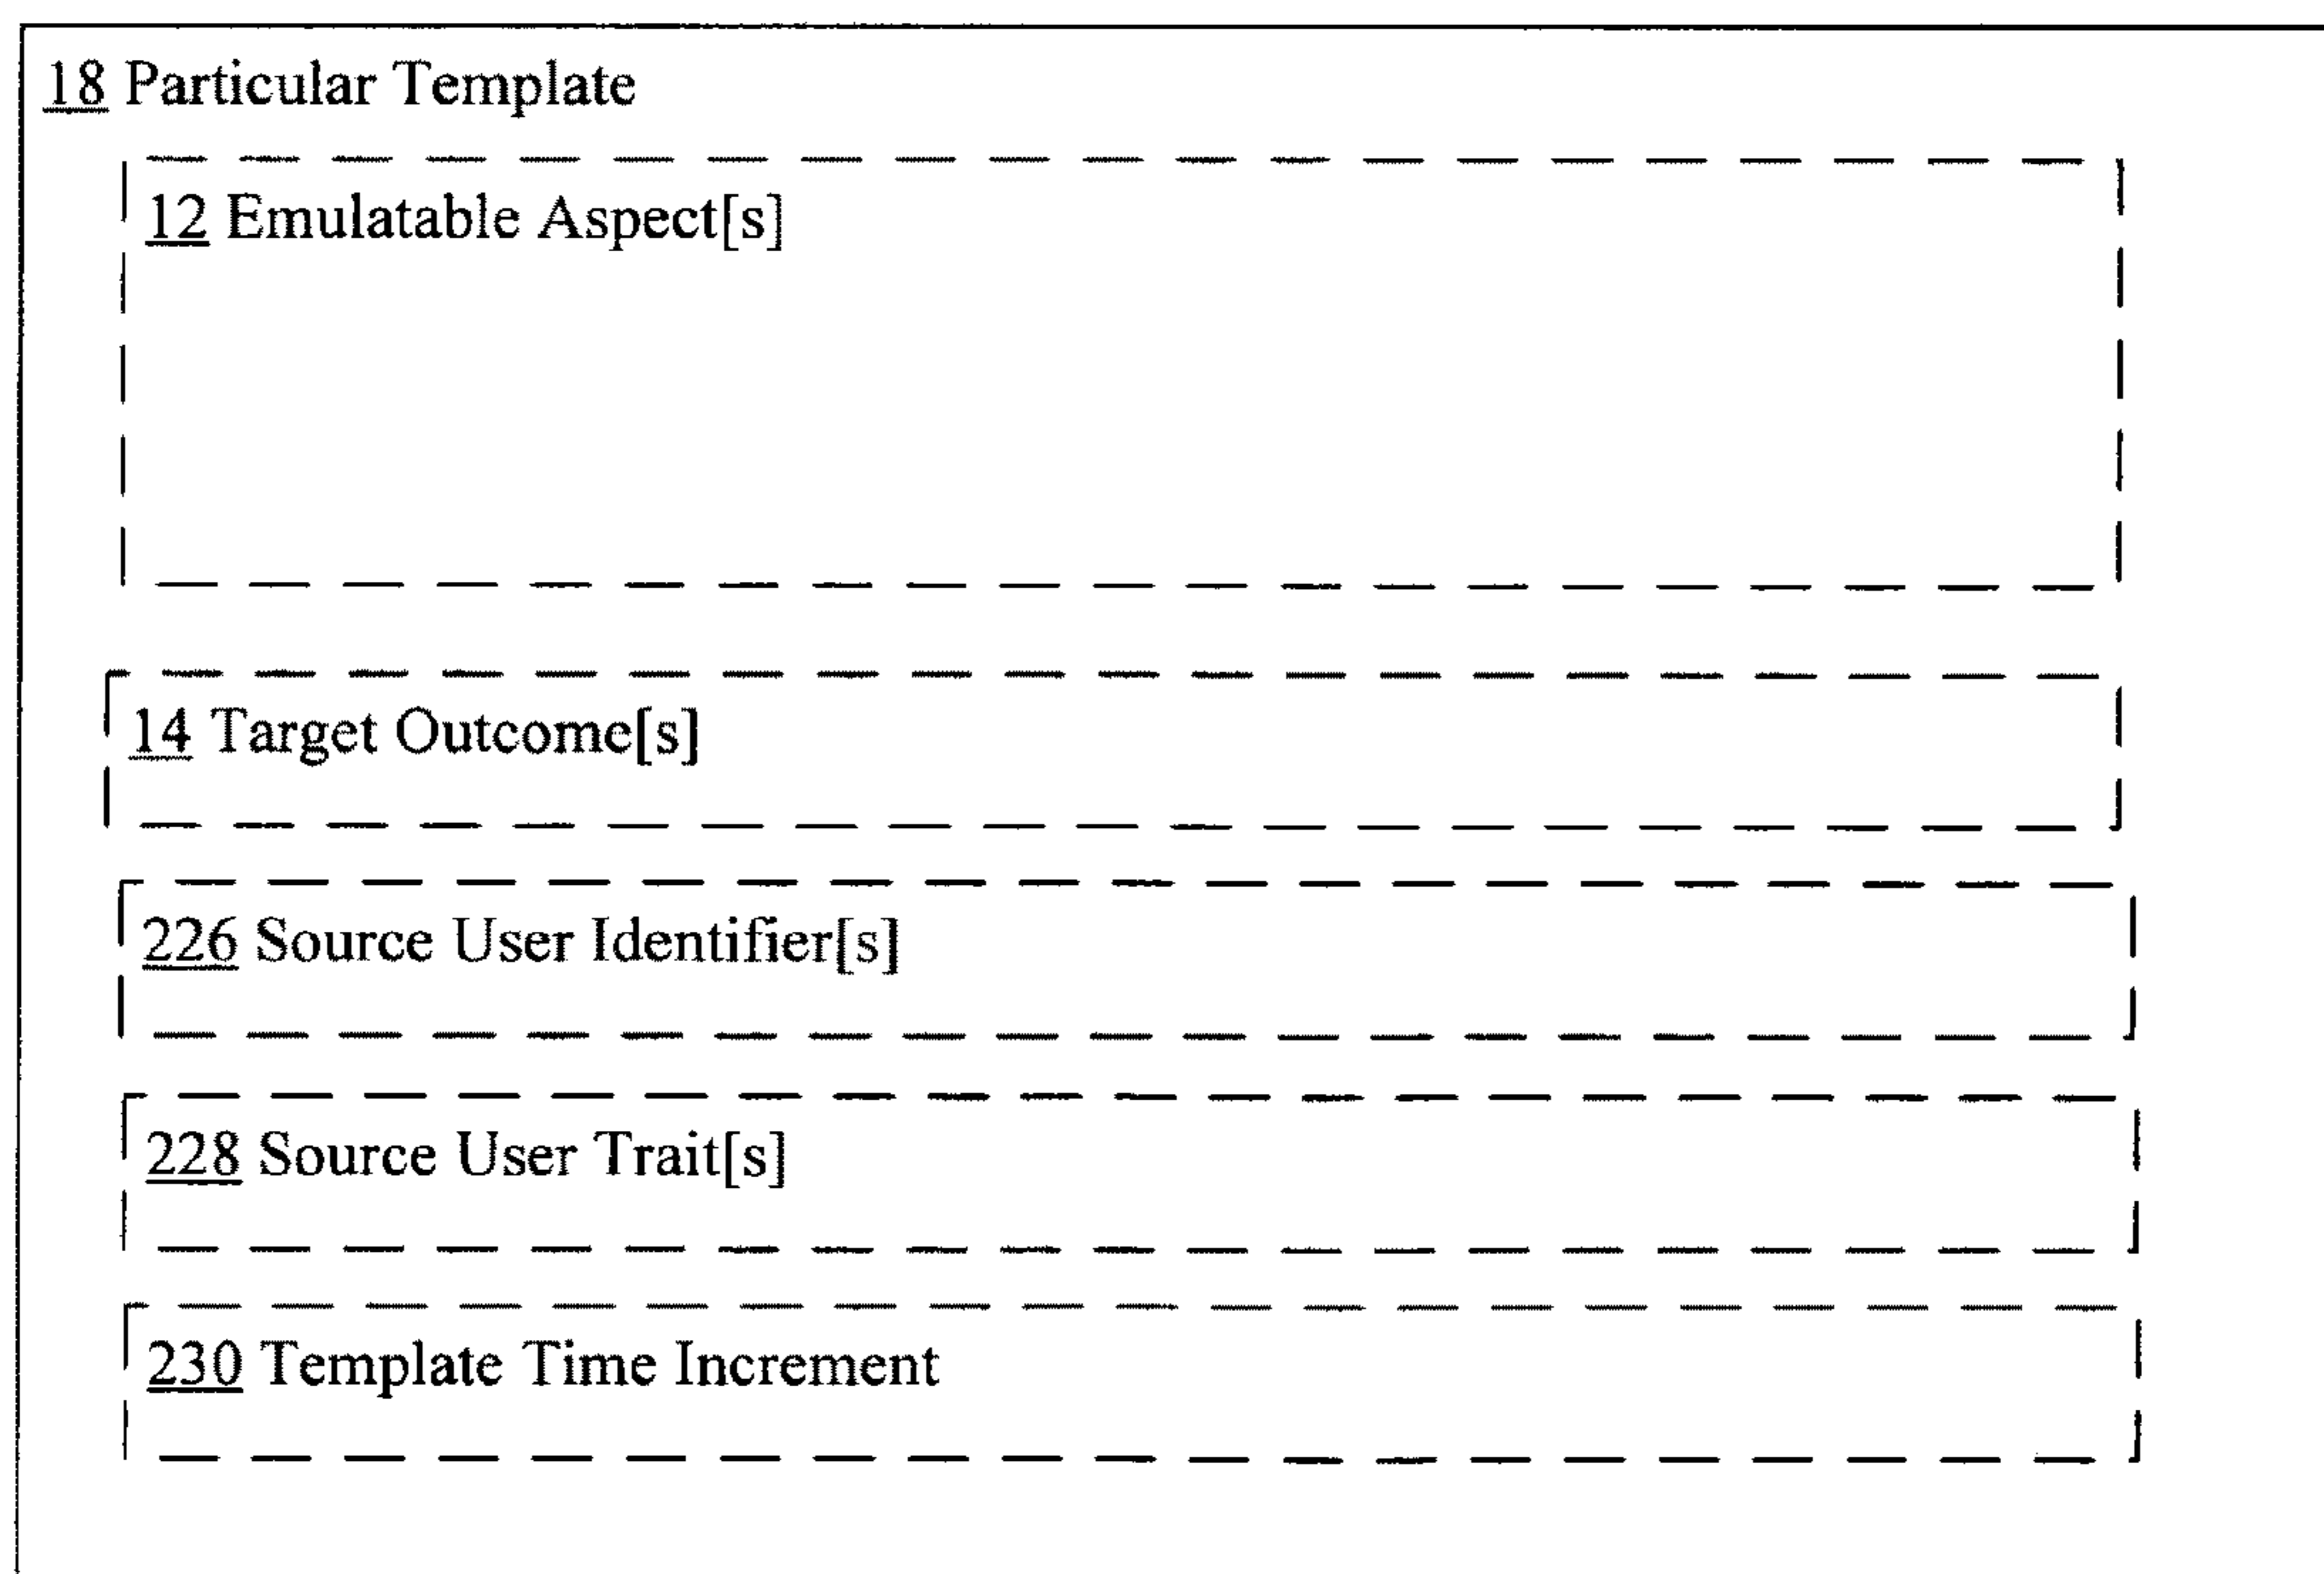 18 Particular Template
12 Emulatable Aspect[s]
14 Target Outcome[s]
226 Source User Identifier[s]
228 Source User Trait[s]
230 Template Time Increment